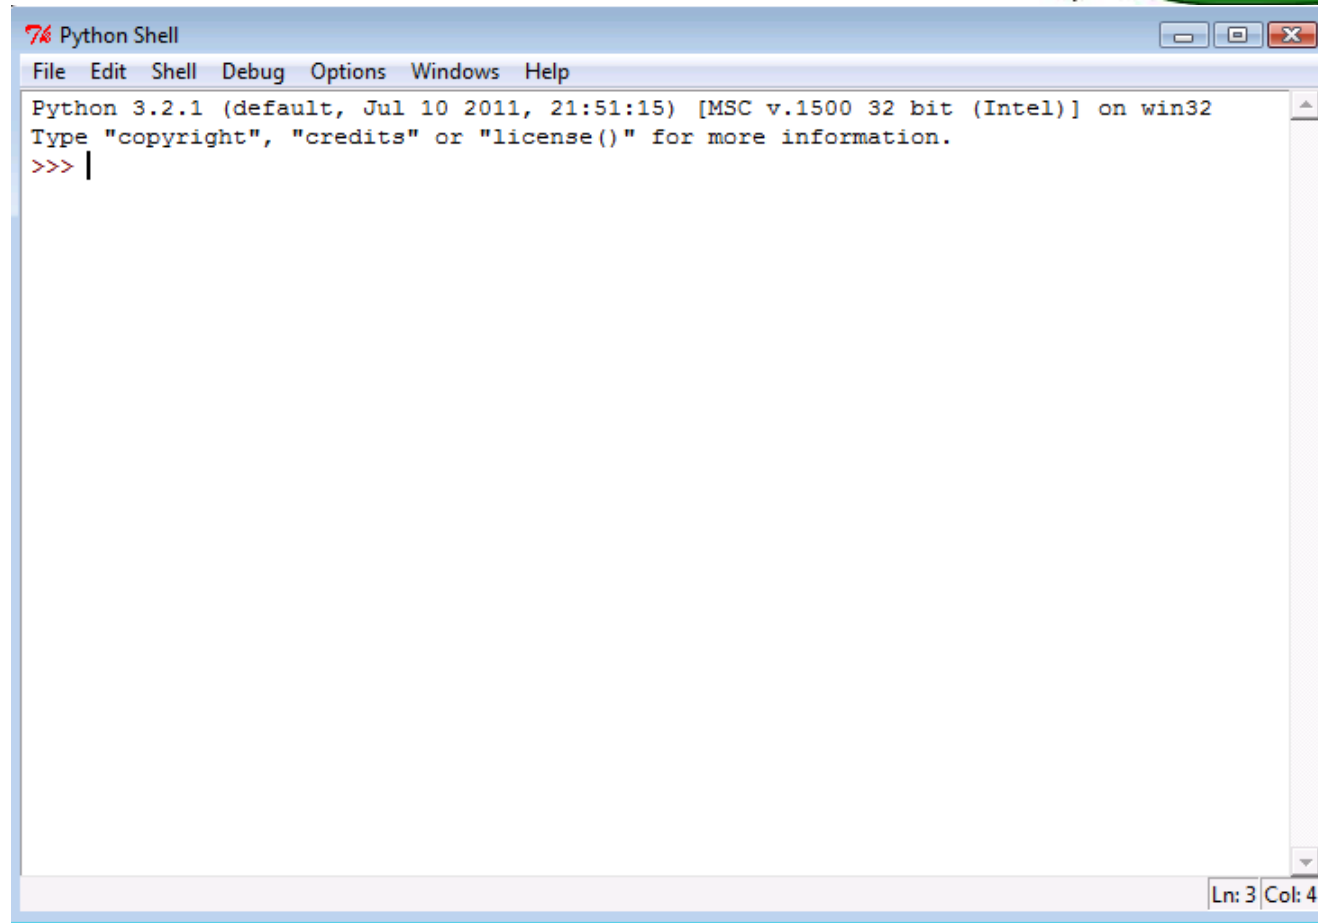 Python Shell
File Edit Shell Debug Options Windows Help
Python 3.2.1 (default, Jul 10 2011, 21:51:15) [MSC v.1500 32 bit (Intel)] on win32
Type "copyright", "credits" or "license()" for more information.
>>>
Ln: 3 Col: 4